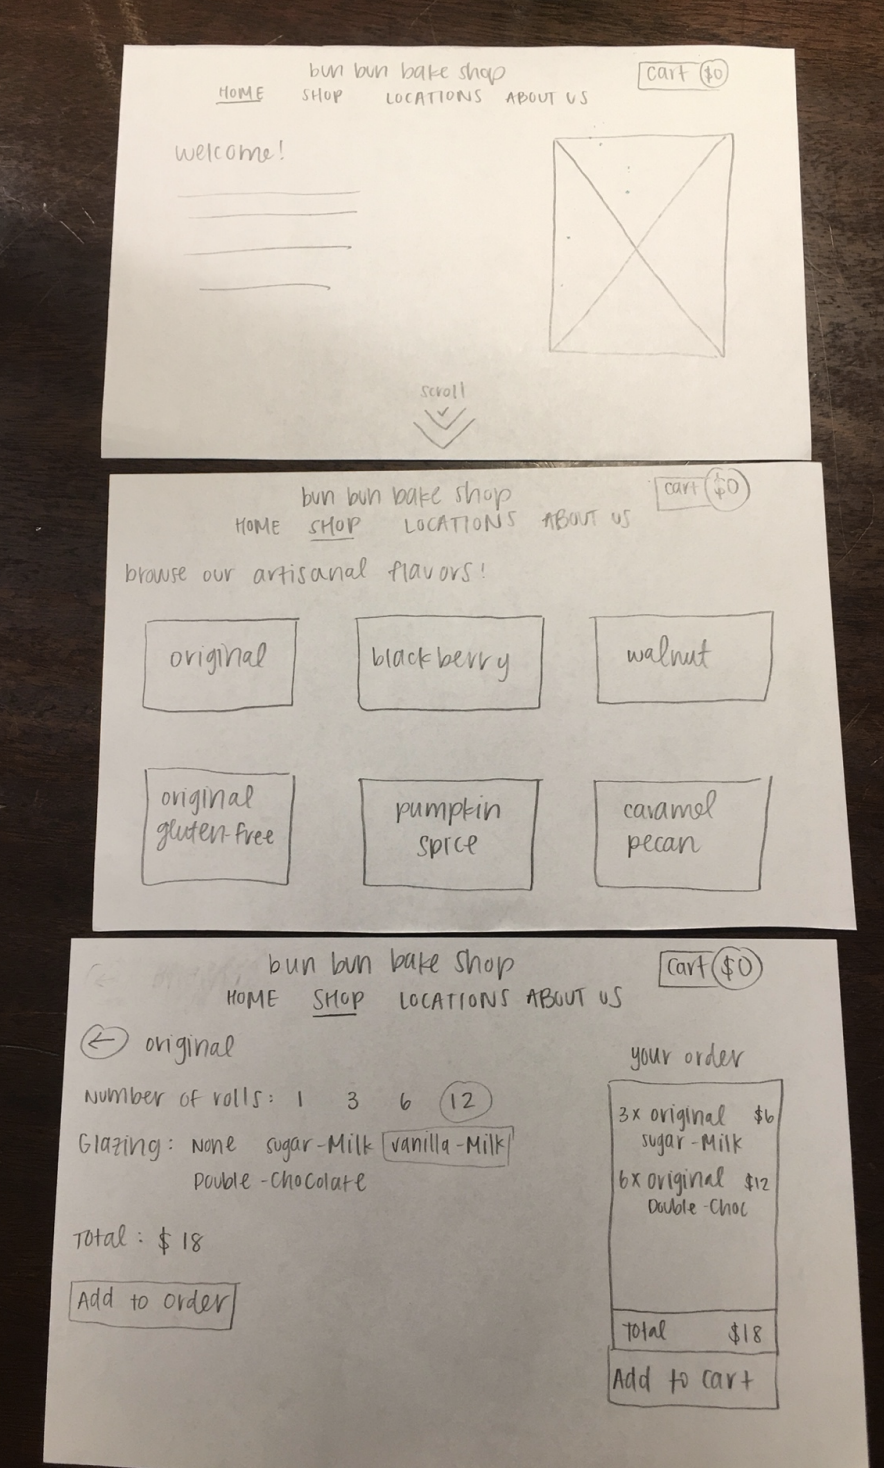 bun bun bake shop
cart $0
HOME SHOP LOCATIONS ABOUT US
welcome!
scroll
bun bun bake shop
cart $0
HOME SHOP LOCATIONS ABOUT US
browse our artisanal flavors!
original
blackberry
walnut
original
gluten-free
pumpkin
spice
caramel
pecan
bun bun bake shop
cart $0
HOME SHOP LOCATIONS ABOUT US
← original
Number of rolls: 1 3 6 12
Glazing: None sugar-Milk vanilla-Milk
Double-Chocolate
Total: $18
Add to order
your order
3x original $6
sugar-Milk
6x original $12
Double-Choc
Total $18
Add to cart